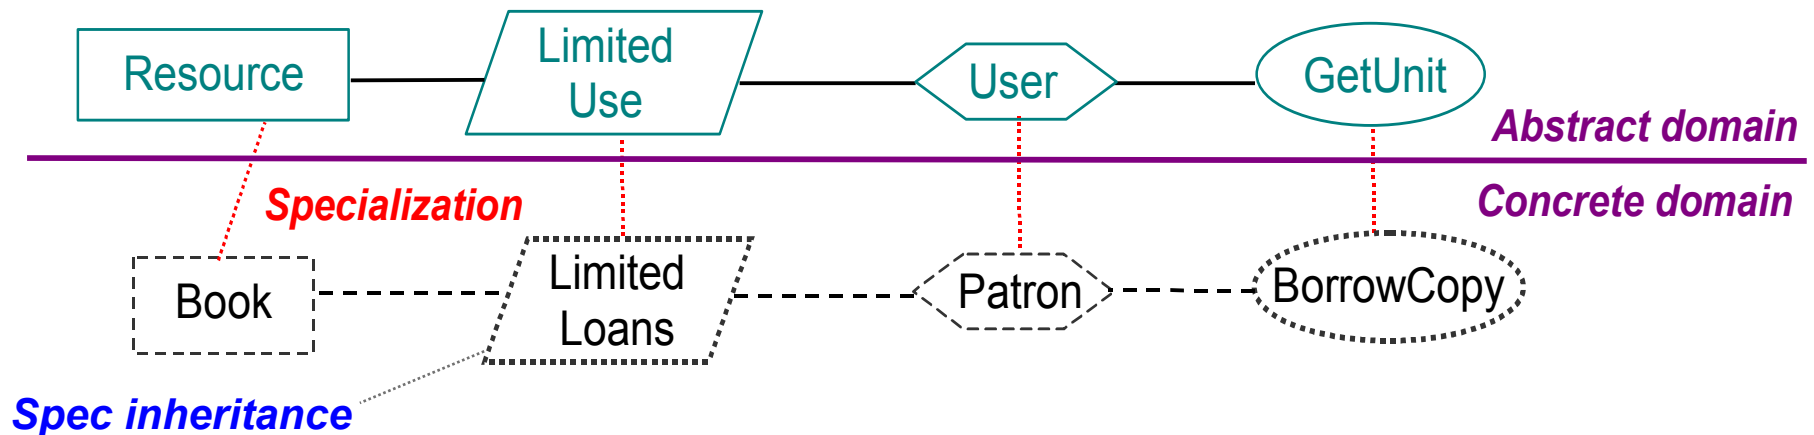 Resource
Limited
Use
User
GetUnit
Abstract domain
Specialization
Concrete domain
Book
Limited
Loans
Patron
BorrowCopy
Spec inheritance